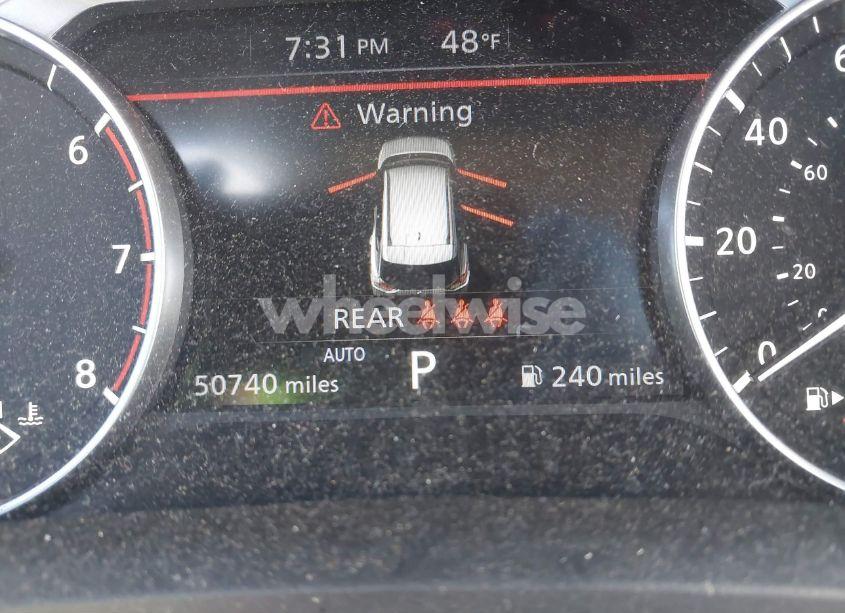 7:31 PM 48°F
Warning
6
7
8
40
60
20
20
0
wheelwise
REAR
AUTO
P
50740 miles
240 miles